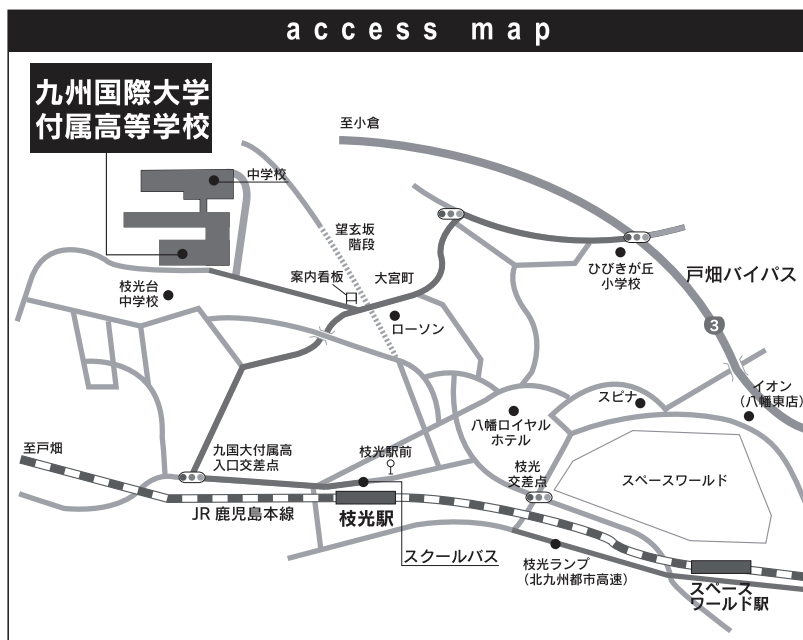 access map
九州国際大学
付属高等学校
至小倉
中学校
望玄坂
階段
案内看板
大宮町
ひびきが丘
小学校
戸畑バイパス
枝光台
中学校
ローソン
3
イオン
（八幡東店）
スピナ
八幡ロイヤル
ホテル
至戸畑
九国大付属高
入口交差点
枝光駅前
枝光
交差点
スペースワールド
JR 鹿児島本線
枝光駅
スクールバス
枝光ランプ
（北九州都市高速）
スペース
ワールド駅